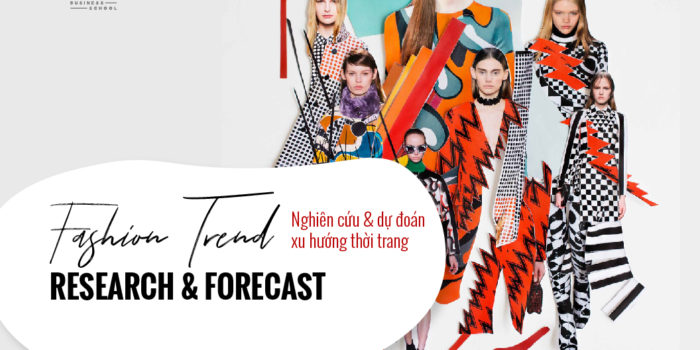 BUSINESS
SCHOOL
Fashion Trend
Nghiên cứu & dự đoán
xu hướng thời trang
RESEARCH & FORECAST